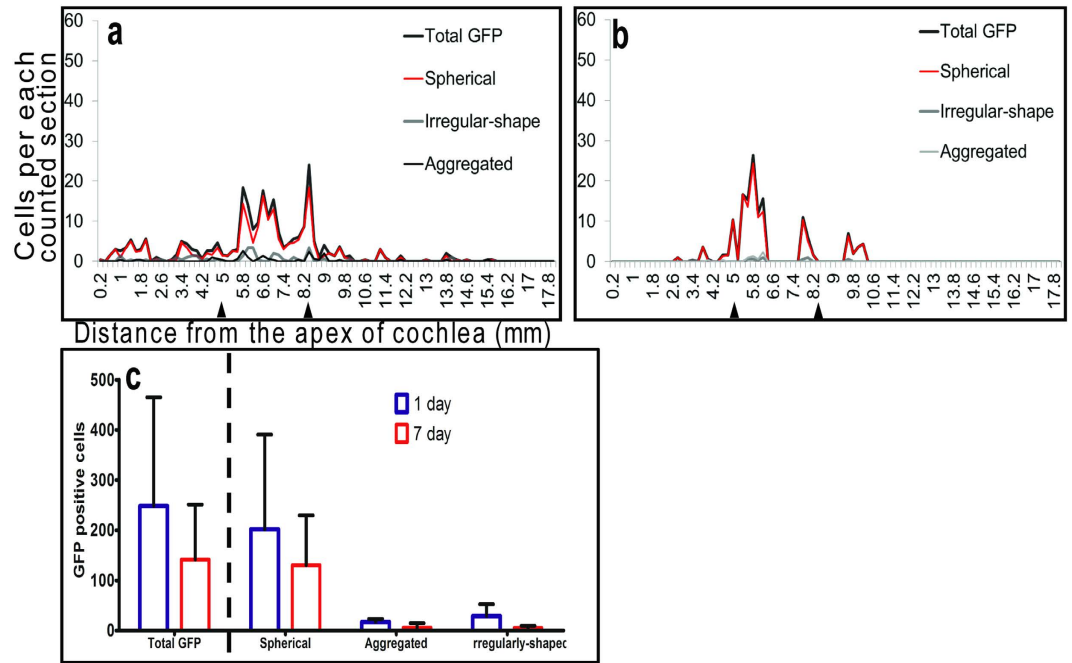 a
Total GFP
Spherical
Irregular-shape
Aggregated
60
50
40
30
20
10
0
0.2 1 1.8 2.6 3.4 4.2 5 5.8 6.6 7.4 8.2 9 9.8 10.6 11.4 12.2 13 13.8 14.6 15.4 16.2 17 17.8
Cells per each
counted section
b
Total GFP
Spherical
Irregular-shape
Aggregated
60
50
40
30
20
10
0
0.2 1 1.8 2.6 3.4 4.2 5 5.8 6.6 7.4 8.2 9 9.8 10.6 11.4 12.2 13 13.8 14.6 15.4 16.2 17 17.8
Distance from the apex of cochlea (mm)
c
1 day
7 day
500
400
300
200
100
0
GFP positive cells
Total GFP Spherical Aggregated rregularly-shaped